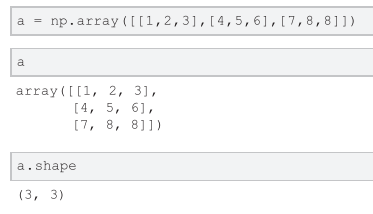 a = np.array([[1,2,3],[4,5,6],[7,8,8]])
a
array([[1, 2, 3],
       [4, 5, 6],
       [7, 8, 8]])
a.shape
(3, 3)